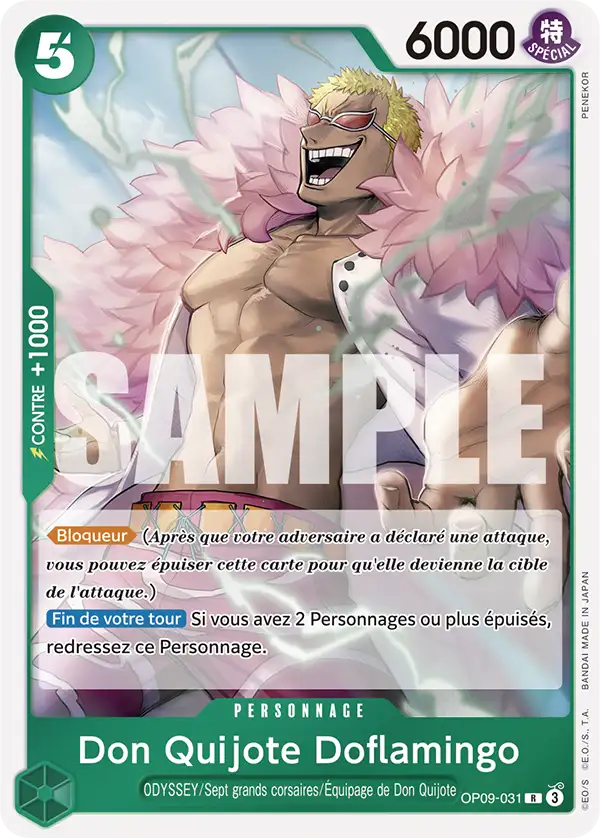 5
6000
特
SPÉCIAL
PENEKOR
CONTRE +1000
SAMPLE
Bloqueur (Après que votre adversaire a déclaré une attaque,
vous pouvez épuiser cette carte pour qu'elle devienne la cible
de l'attaque.)
Fin de votre tour Si vous avez 2 Personnages ou plus épuisés,
redressez ce Personnage.
©EO/S ©E.O./S., T.A. BANDAI MADE IN JAPAN
PERSONNAGE
Don Quijote Doflamingo
ODYSSEY/Sept grands corsaires/Équipage de Don Quijote
OP09-031 R 3